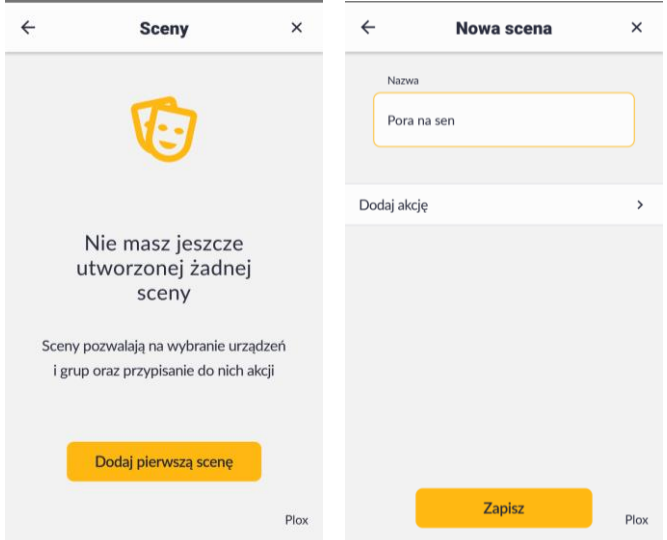 Sceny
Nie masz jeszcze
utworzonej żadnej
sceny
Sceny pozwalają na wybranie urządzeń
i grup oraz przypisanie do nich akcji
Dodaj pierwszą scenę
Plox
Nowa scena
Nazwa
Pora na sen
Dodaj akcję
Zapisz
Plox